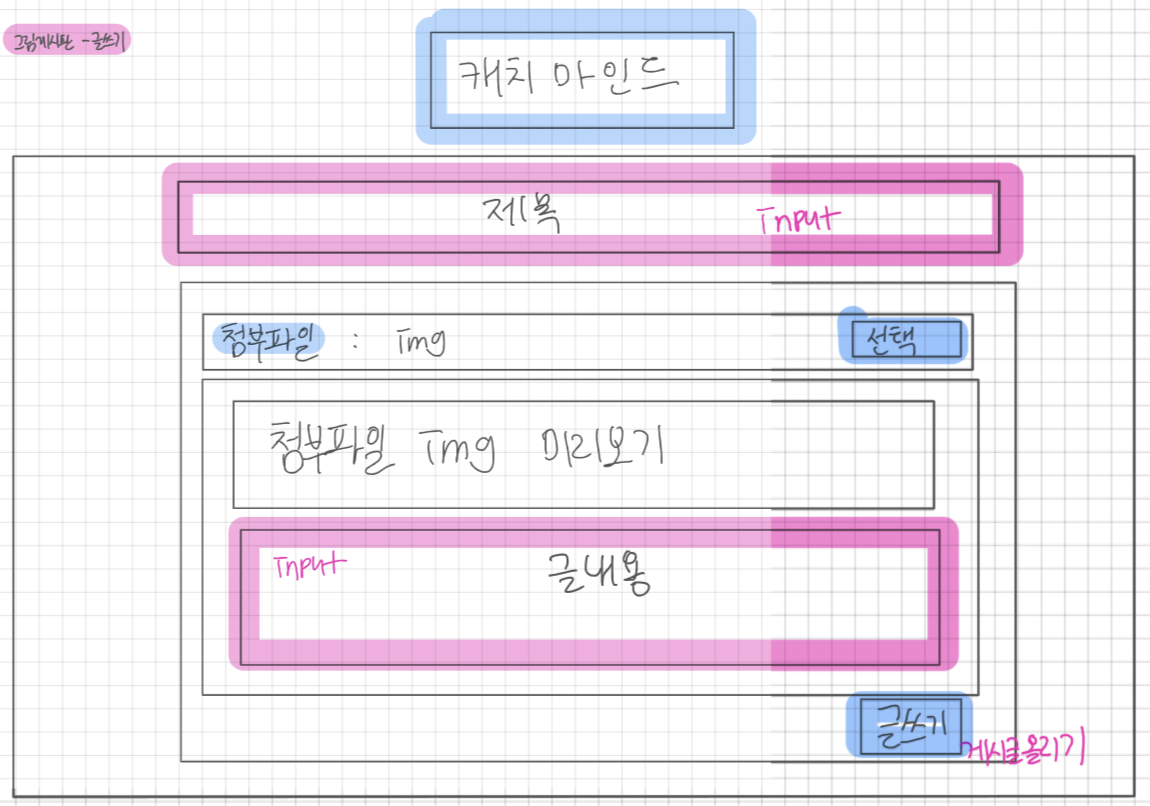 그림게시판 - 글쓰기
캐치 마인드
제목 Input
첨부파일 : Img 선택
첨부파일 Img 미리보기
Input 글내용
글쓰기
게시글올리기